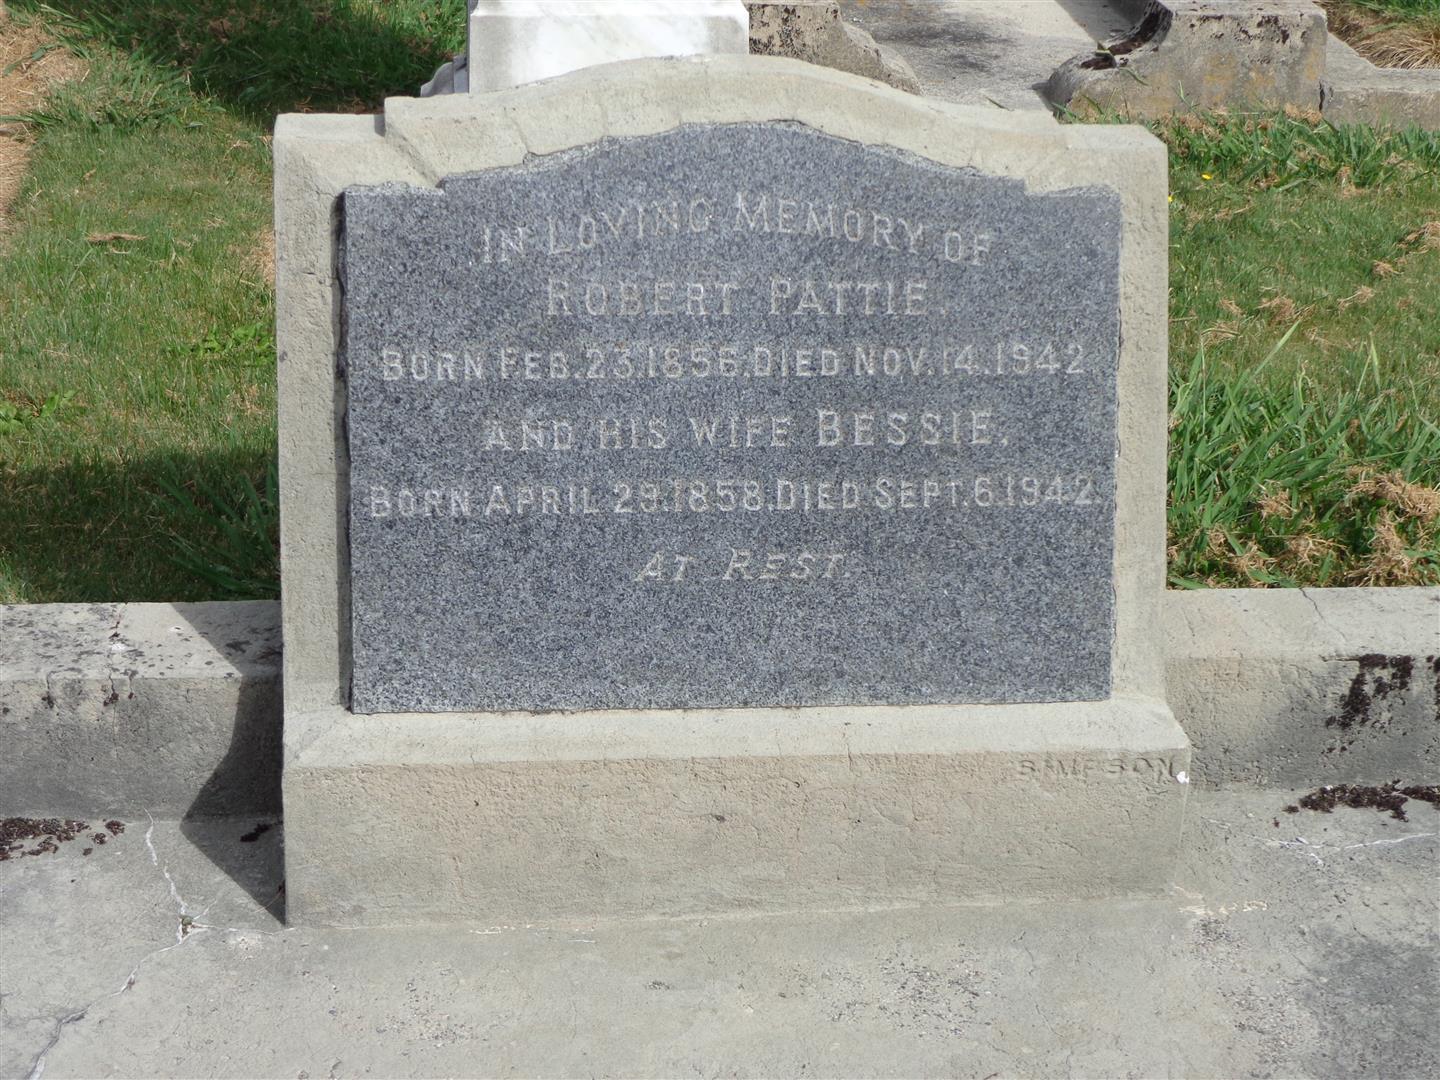 IN LOVING MEMORY OF
ROBERT PATTIE.
BORN FEB. 23.1856. DIED NOV. 14. 1942
AND HIS WIFE BESSIE.
BORN APRIL 29.1858. DIED SEPT. 6.1942.
AT REST.
SIMPSON